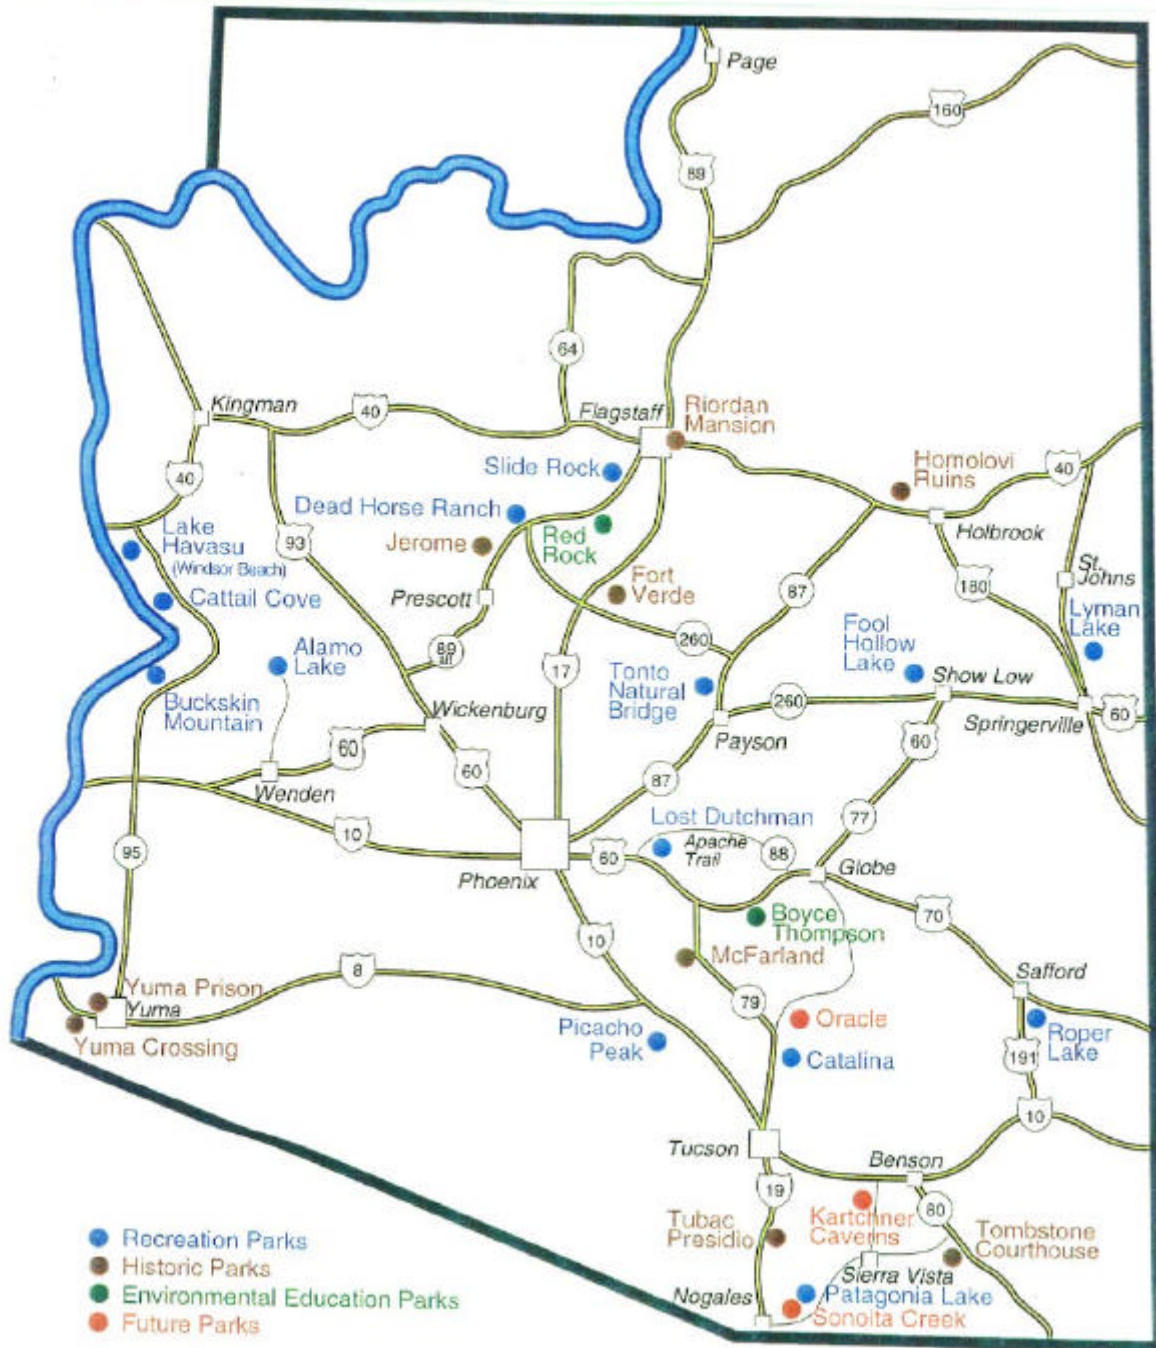 Page
160
89
64
Kingman
40
Flagstaff
Riordan
Mansion
Slide Rock
Homolovi
Ruins
40
40
Dead Horse Ranch
Lake
Havasu
(Windsor Beach)
93
Jerome
Red
Rock
Holbrook
St.
Johns
Cattail Cove
Prescott
Fort
Verde
87
180
Lyman
Lake
Alamo
Lake
89
alt
260
17
Fool
Hollow
Lake
Tonto
Natural
Bridge
Buckskin
Mountain
Show Low
260
Wickenburg
Payson
Springerville
60
60
60
60
87
Wenden
10
Lost Dutchman
77
95
Apache
Trail
88
60
Phoenix
Globe
Boyce
Thompson
70
10
McFarland
8
Safford
Yuma Prison
Yuma
79
Yuma Crossing
Picacho
Peak
Oracle
Catalina
Roper
Lake
191
10
Tucson
Benson
19
Kartchner
Caverns
80
Tubac
Presidio
Tombstone
Courthouse
Sierra Vista
Nogales
Patagonia Lake
Sonoita Creek
Recreation Parks
Historic Parks
Environmental Education Parks
Future Parks